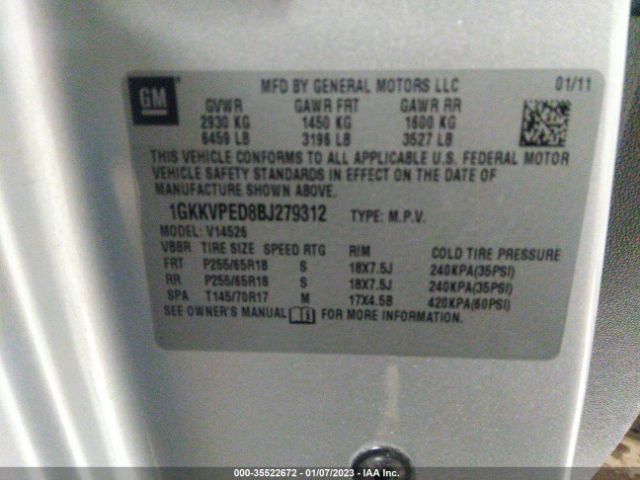 GM
MFD BY GENERAL MOTORS LLC 01/11
GVWR GAWR FRT GAWR RR
2930 KG 1450 KG 1600 KG
6459 LB 3196 LB 3527 LB
THIS VEHICLE CONFORMS TO ALL APPLICABLE U.S. FEDERAL MOTOR
VEHICLE SAFETY STANDARDS IN EFFECT ON THE DATE OF
MANUFACTURE SHOWN ABOVE.
1GKKVPED8BJ279312 TYPE: M.P.V.
MODEL: V14526
VBBR TIRE SIZE SPEED RTG RIM COLD TIRE PRESSURE
FRT P255/65R18 S 18X7.5J 240KPA(35PSI)
RR P255/65R18 S 18X7.5J 240KPA(35PSI)
SPA T145/70R17 M 17X4.5B 420KPA(60PSI)
SEE OWNER'S MANUAL FOR MORE INFORMATION.
000-35522672 — 01/07/2023 — IAA Inc.